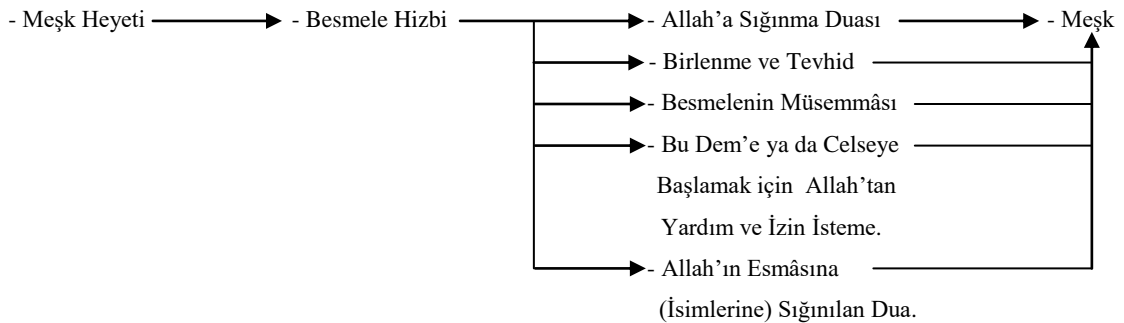 - Meşk Heyeti - Besmele Hizbi - Allah’a Sığınma Duası - Meşk
- Birlenme ve Tevhid
- Besmelenin Müsemmâsı
- Bu Dem’e ya da Celseye
Başlamak için Allah’tan
Yardım ve İzin İsteme.
- Allah’ın Esmâsına
(İsimlerine) Sığınılan Dua.